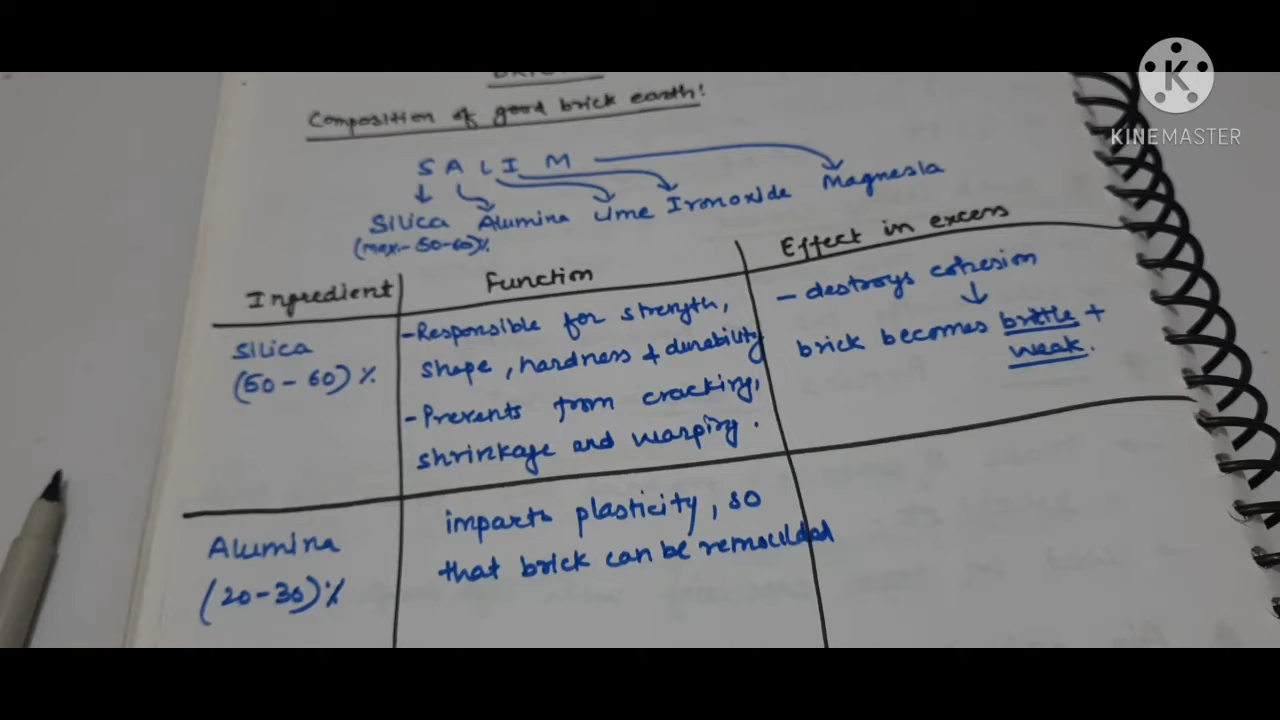 Composition of good brick earth:
S A L I M
Silica Alumina Lime Ironoxide Magnesia
(max.- 50-60)%
Ingredient Function Effect in excess
Silica
(50-60)%
-Responsible for strength,
shape, hardness & durability
-Prevents from cracking,
shrinkage and warping.
- destroys cohesion
brick becomes brittle +
weak.
Alumina
(20-30)%
imparts plasticity, so
that brick can be remoulded
KINEMASTER